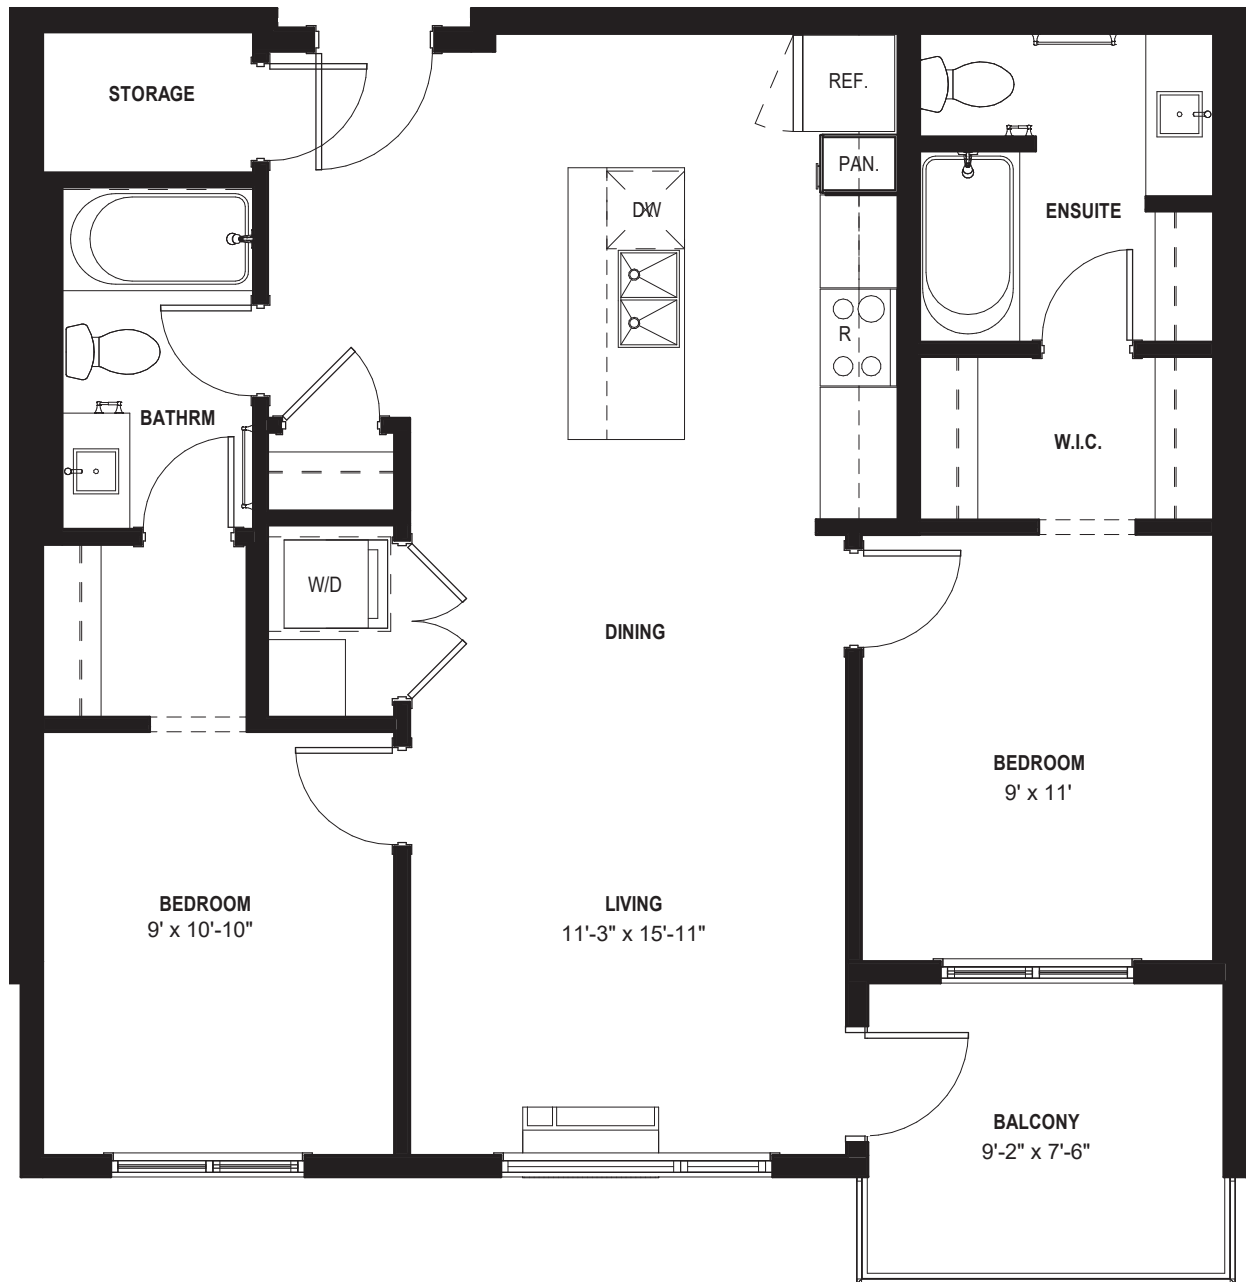 STORAGE
REF.
PAN.
DW
ENSUITE
R
BATHRM
W.I.C.
W/D
DINING
BEDROOM
9' x 11'
BEDROOM
9' x 10'-10"
LIVING
11'-3" x 15'-11"
BALCONY
9'-2" x 7'-6"